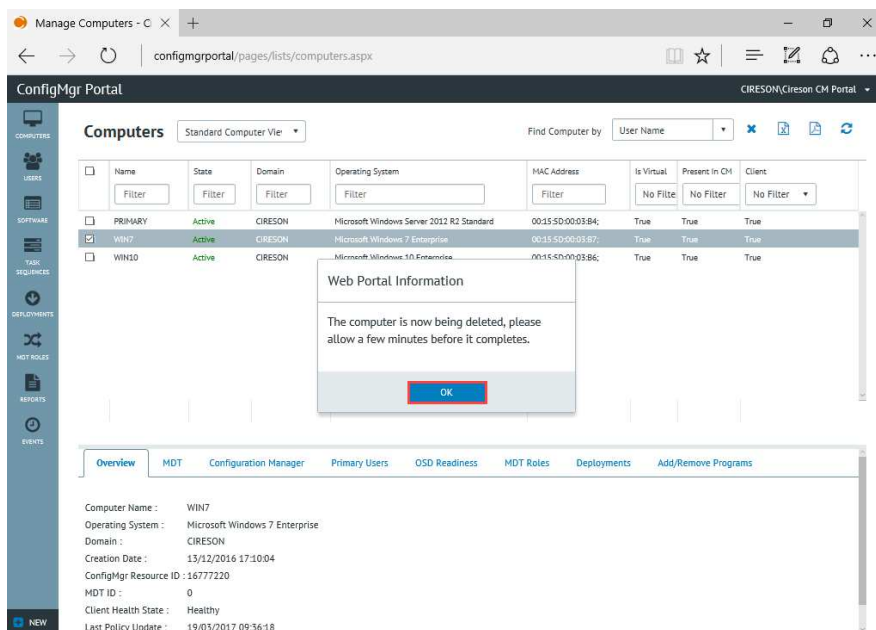 Manage Computers - C
configmgrportal/pages/lists/computers.aspx
ConfigMgr Portal
CIRESON\Cireson CM Portal
COMPUTERS
USERS
SOFTWARE
TASK
SEQUENCES
DEPLOYMENTS
MDT ROLES
REPORTS
EVENTS
NEW
Computers
Standard Computer Vie
Find Computer by
User Name
Name State Domain Operating System MAC Address Is Virtual Present In CM Client
Filter Filter Filter Filter Filter No Filte No Filter No Filter
PRIMARY Active CIRESON Microsoft Windows Server 2012 R2 Standard 00:15:5D:00:03:B4; True True True
WIN7 Active CIRESON Microsoft Windows 7 Enterprise 00:15:5D:00:03:B7; True True True
WIN10 Active CIRESON Microsoft Windows 10 Enterprise 00:15:5D:00:03:B6; True True True
Web Portal Information
The computer is now being deleted, please
allow a few minutes before it completes.
OK
Overview MDT Configuration Manager Primary Users OSD Readiness MDT Roles Deployments Add/Remove Programs
Computer Name : WIN7
Operating System : Microsoft Windows 7 Enterprise
Domain : CIRESON
Creation Date : 13/12/2016 17:10:04
ConfigMgr Resource ID : 16777220
MDT ID : 0
Client Health State : Healthy
Last Policy Update : 19/03/2017 09:36:18